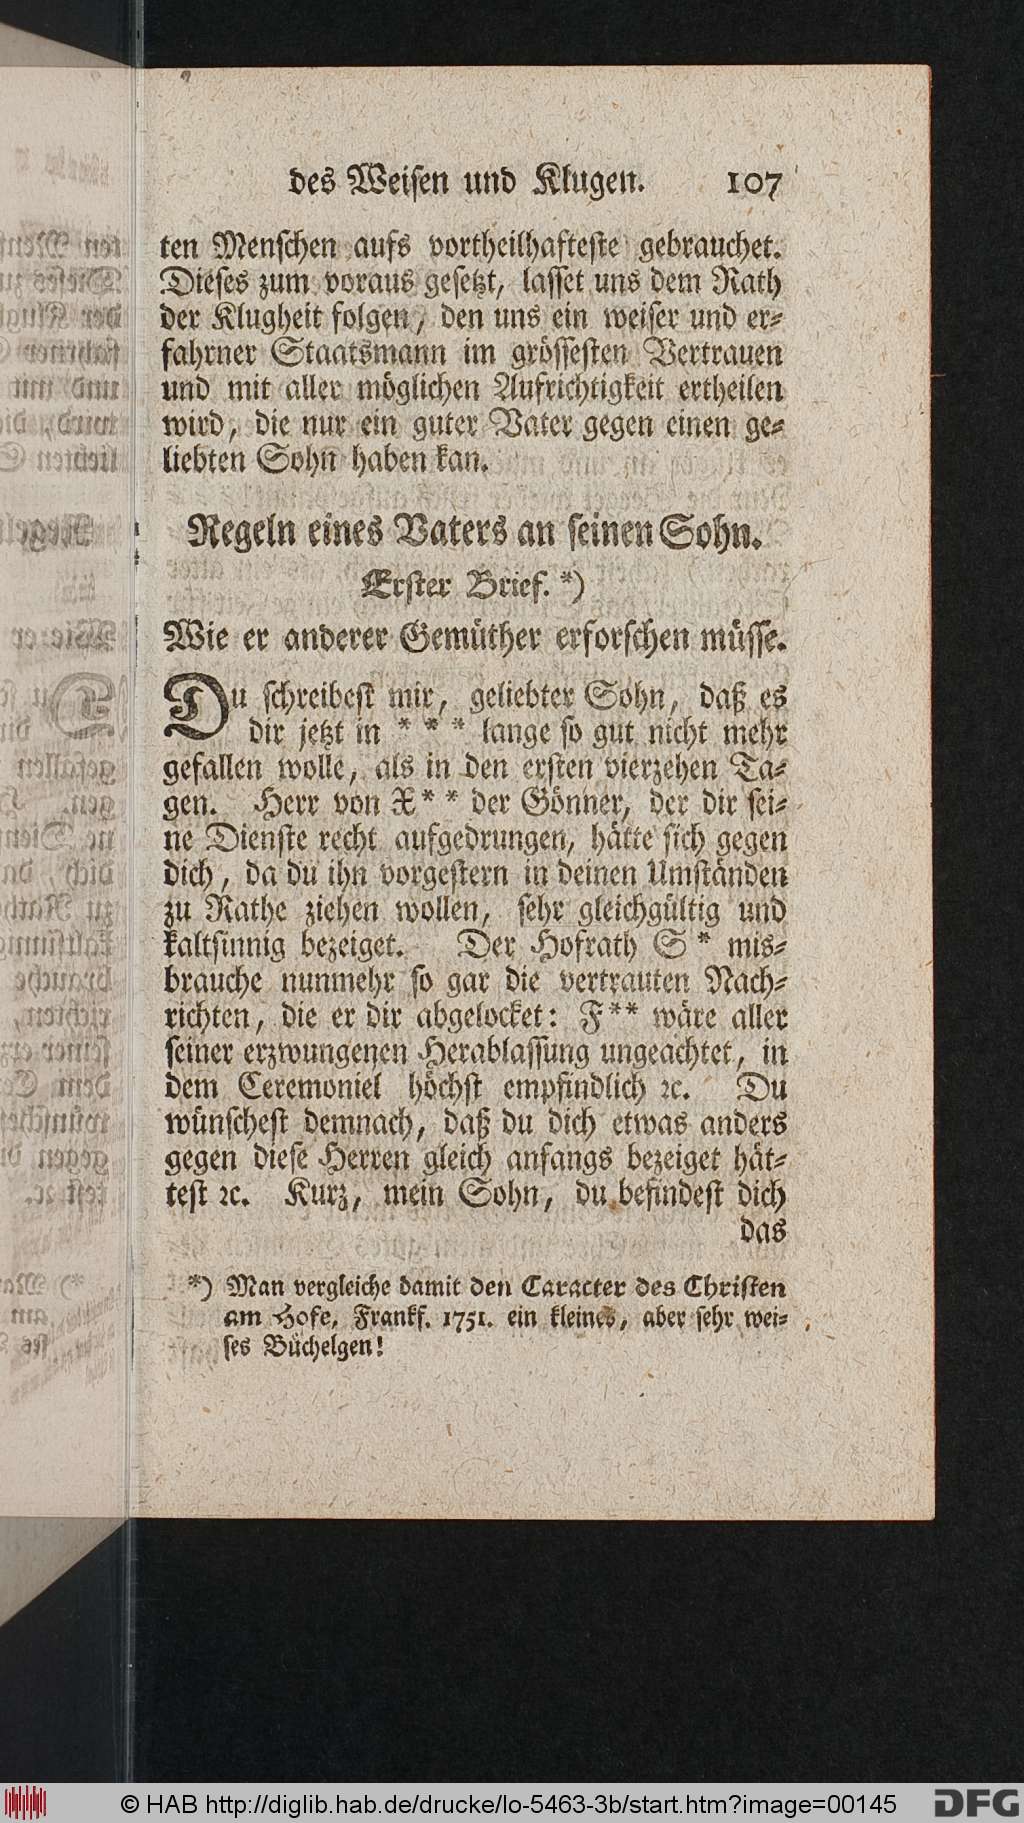 des Weisen und Klugen. 107
ten Menschen aufs vortheilhafteste gebrauchet.
Dieses zum voraus gesetzt, lasset uns dem Rath
der Klugheit folgen, den uns ein weiser und er-
fahrner Staatsmann im grössesten Vertrauen
und mit aller möglichen Aufrichtigkeit ertheilen
wird, die nur ein guter Vater gegen einen ge-
liebten Sohn haben kan.
Regeln eines Vaters an seinen Sohn.
Erster Brief. *)
Wie er anderer Gemüther erforschen müsse.
Du schreibest mir, geliebter Sohn, daß es
dir jetzt in * * * lange so gut nicht mehr
gefallen wolle, als in den ersten vierzehen Ta-
gen. Herr von X** der Gönner, der dir sei-
ne Dienste recht aufgedrungen, hätte sich gegen
dich, da du ihn vorgestern in deinen Umständen
zu Rathe ziehen wollen, sehr gleichgültig und
kaltsinnig bezeiget. Der Hofrath S* mis-
brauche nunmehr so gar die vertrauten Nach-
richten, die er dir abgelocket: F** wäre aller
seiner erzwungenen Herablassung ungeachtet, in
dem Ceremoniel höchst empfindlich ꝛc. Du
wünschest demnach, daß du dich etwas anders
gegen diese Herren gleich anfangs bezeiget hät-
test ꝛc. Kurz, mein Sohn, du befindest dich
das
*) Man vergleiche damit den Caracter des Christen
am Hofe, Frankf. 1751. ein kleines, aber sehr wei-
ses Büchelgen!
© HAB http://diglib.hab.de/drucke/lo-5463-3b/start.htm?image=00145
DFG